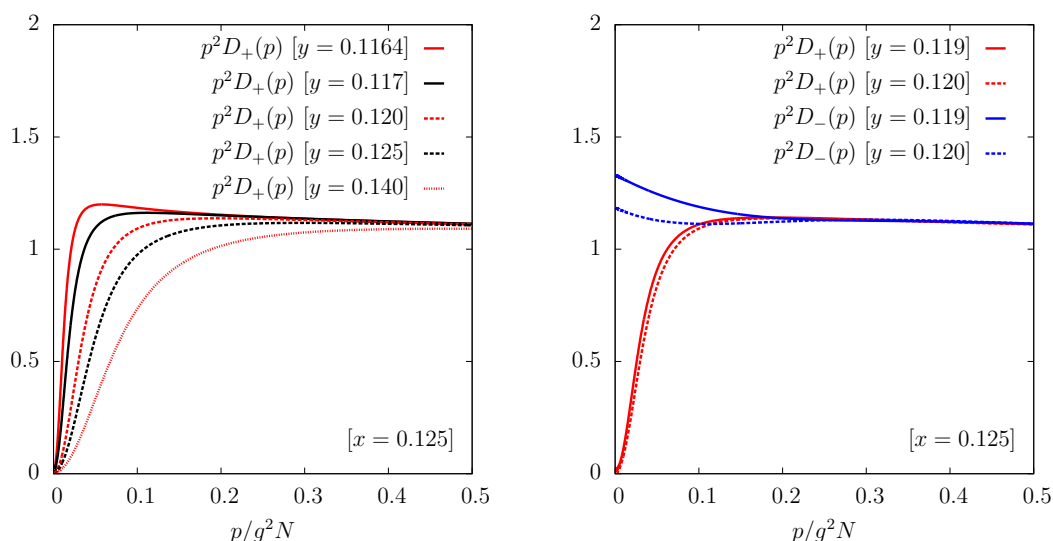 2
1.5
1
0.5
0
0
0.1
0.2
0.3
0.4
0.5
p/g²N
p²D₊(p) [y = 0.1164]
p²D₊(p) [y = 0.117]
p²D₊(p) [y = 0.120]
p²D₊(p) [y = 0.125]
p²D₊(p) [y = 0.140]
[x = 0.125]
2
1.5
1
0.5
0
0
0.1
0.2
0.3
0.4
0.5
p/g²N
p²D₊(p) [y = 0.119]
p²D₊(p) [y = 0.120]
p²D₋(p) [y = 0.119]
p²D₋(p) [y = 0.120]
[x = 0.125]